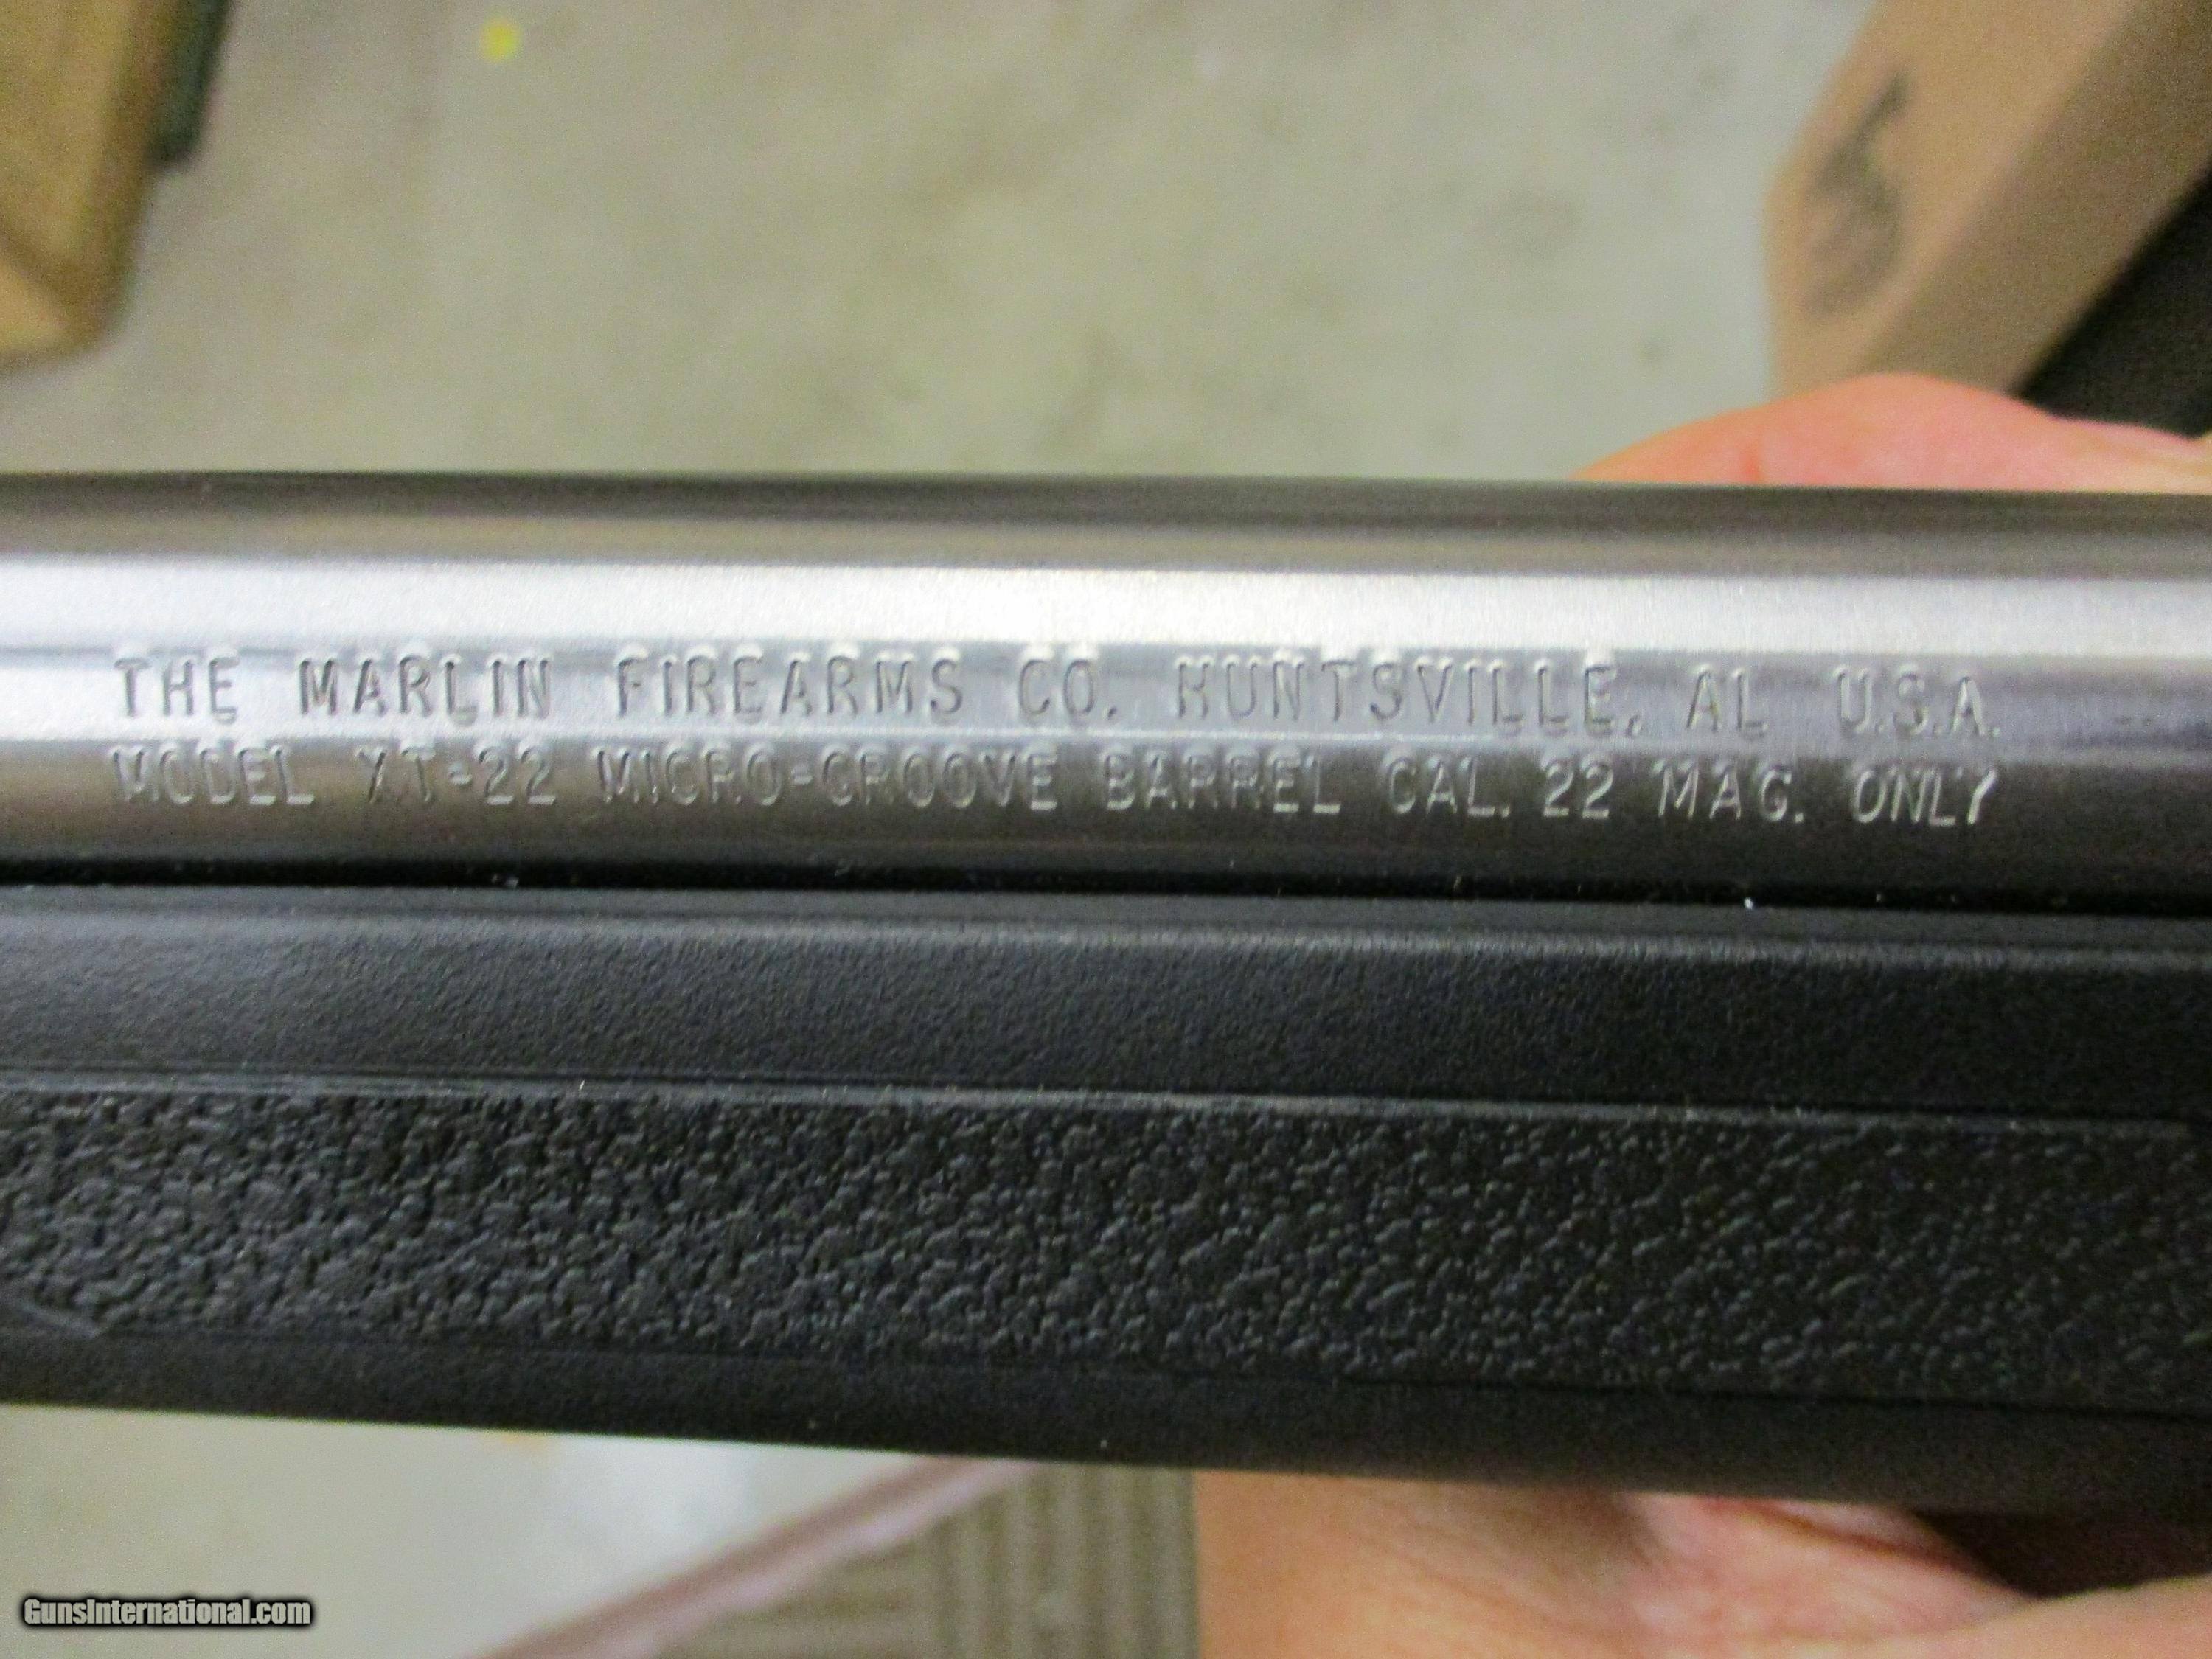 THE MARLIN FIREARMS CO. HUNTSVILLE, AL U.S.A.
MODEL XT-22 MICRO-GROOVE BARREL CAL. 22 MAG. ONLY
GunsInternational.com